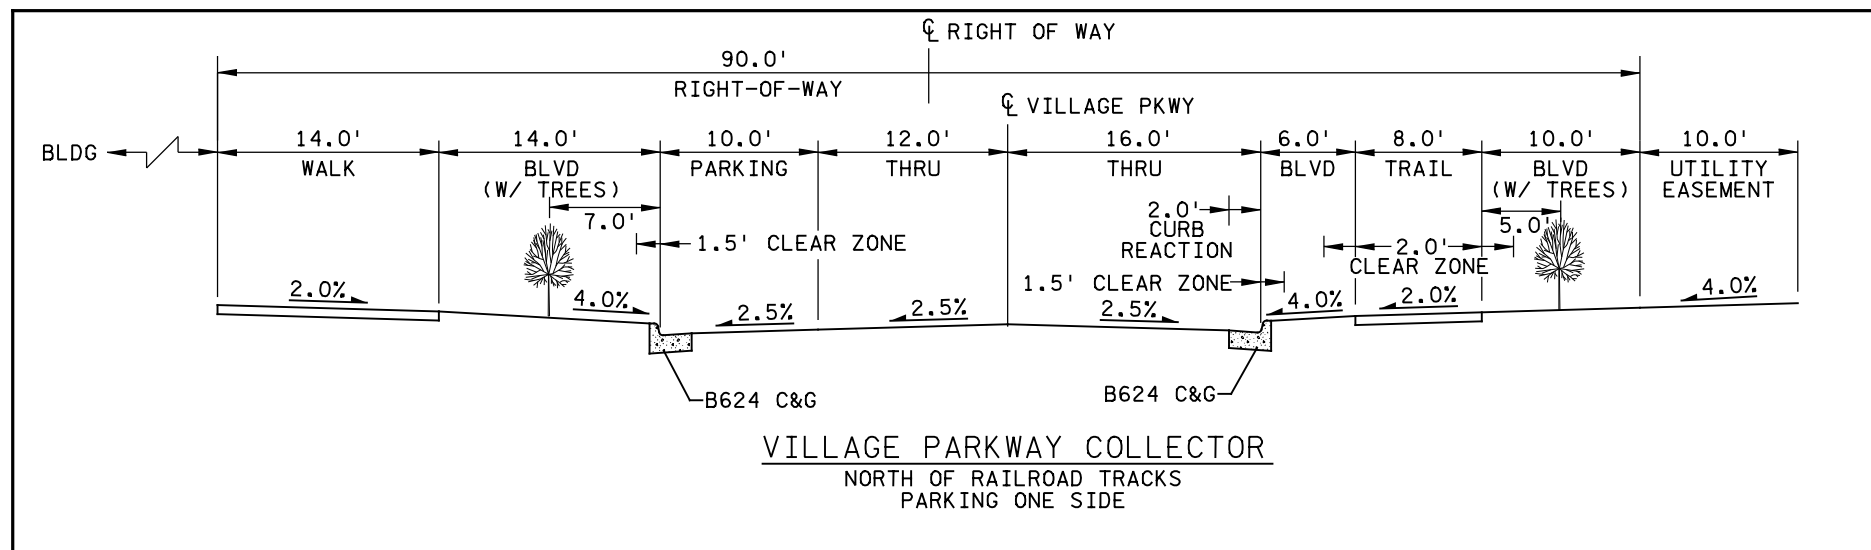 ℄ RIGHT OF WAY
90.0'
RIGHT-OF-WAY
℄ VILLAGE PKWY
BLDG
14.0'
WALK
14.0'
BLVD
(W/ TREES)
10.0'
PARKING
12.0'
THRU
16.0'
THRU
6.0'
BLVD
8.0'
TRAIL
10.0'
BLVD
(W/ TREES)
10.0'
UTILITY
EASEMENT
7.0'
1.5' CLEAR ZONE
2.0'
CURB
REACTION
1.5' CLEAR ZONE
2.0'
CLEAR ZONE
5.0'
2.0%
4.0%
2.5%
2.5%
2.5%
4.0%
2.0%
4.0%
B624 C&G
B624 C&G
VILLAGE PARKWAY COLLECTOR
NORTH OF RAILROAD TRACKS
PARKING ONE SIDE